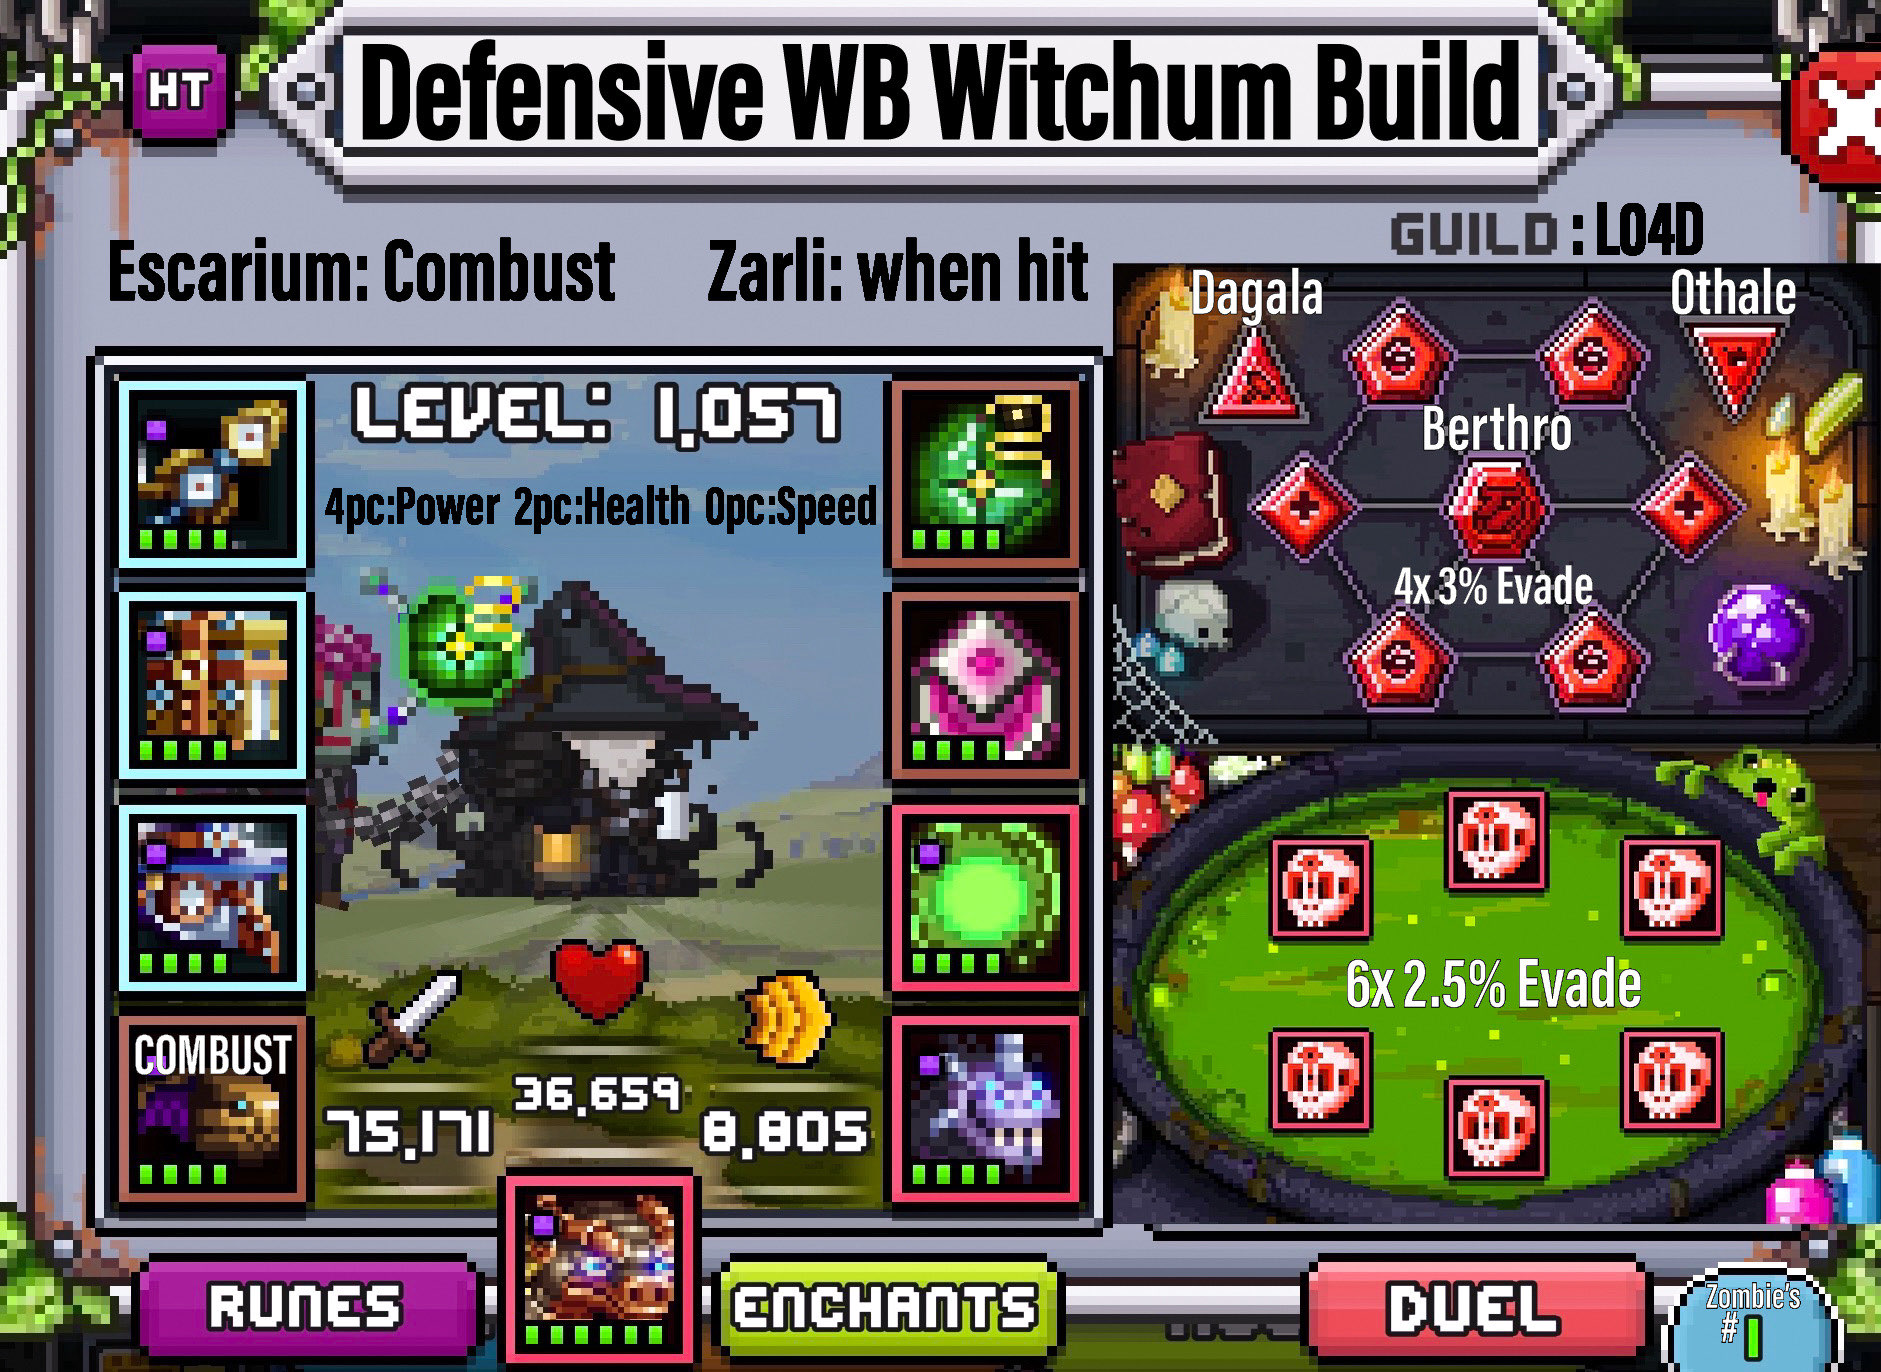 HT
Defensive WB Witchum Build
GUILD : LO4D
Escarium: Combust Zarli: when hit
Dagala
Othale
LEVEL: 1,057
Berthro
4pc:Power 2pc:Health 0pc:Speed
4x 3% Evade
6x 2.5% Evade
COMBUST
75,171
36,659
8,805
RUNES
ENCHANTS
DUEL
Zombie's
#1